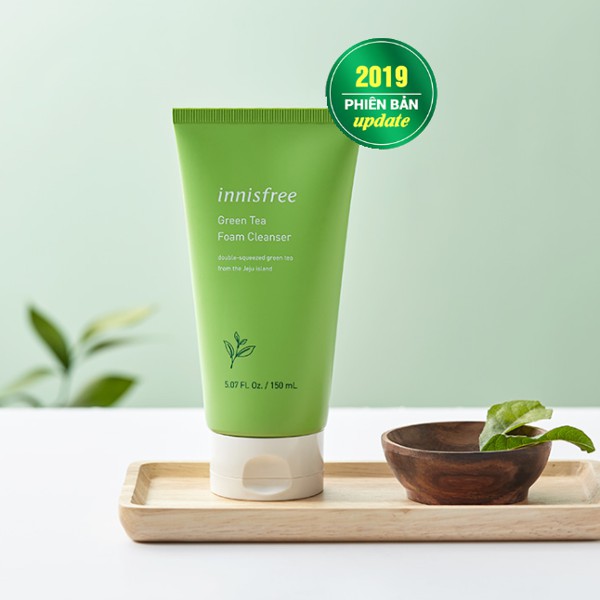 2019
PHIÊN BẢN
update
innisfree
Green Tea
Foam Cleanser
double-squeezed green tea
from the Jeju Island
5.07 FL Oz. / 150 mL